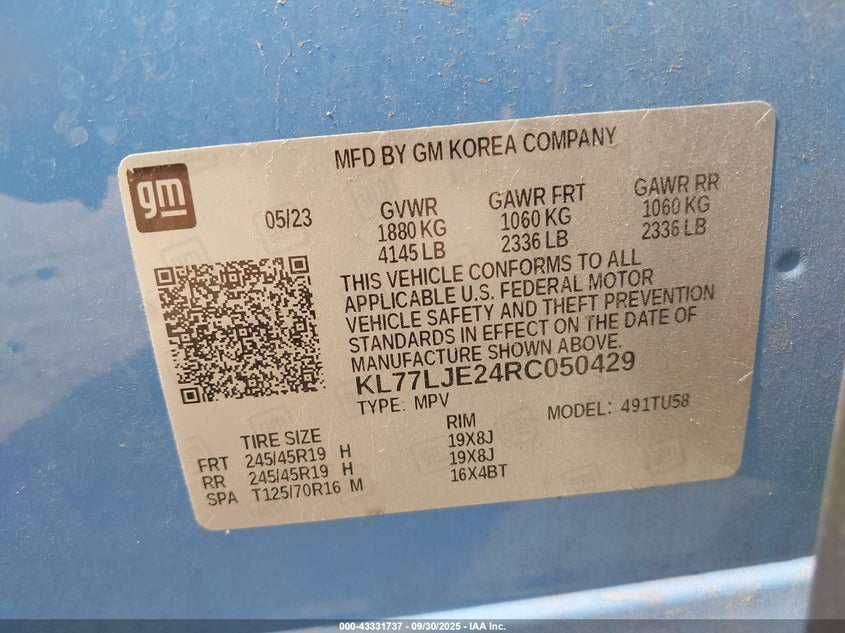 MFD BY GM KOREA COMPANY
gm
05/23
GVWR
1880 KG
4145 LB
GAWR FRT
1060 KG
2336 LB
GAWR RR
1060 KG
2336 LB
THIS VEHICLE CONFORMS TO ALL
APPLICABLE U.S. FEDERAL MOTOR
VEHICLE SAFETY AND THEFT PREVENTION
STANDARDS IN EFFECT ON THE DATE OF
MANUFACTURE SHOWN ABOVE.
KL77LJE24RC050429
TYPE: MPV
MODEL: 491TU58
TIRE SIZE
RIM
FRT 245/45R19 H 19X8J
RR 245/45R19 H 19X8J
SPA T125/70R16 M 16X4BT
000-43331737 - 09/30/2025 - IAA Inc.